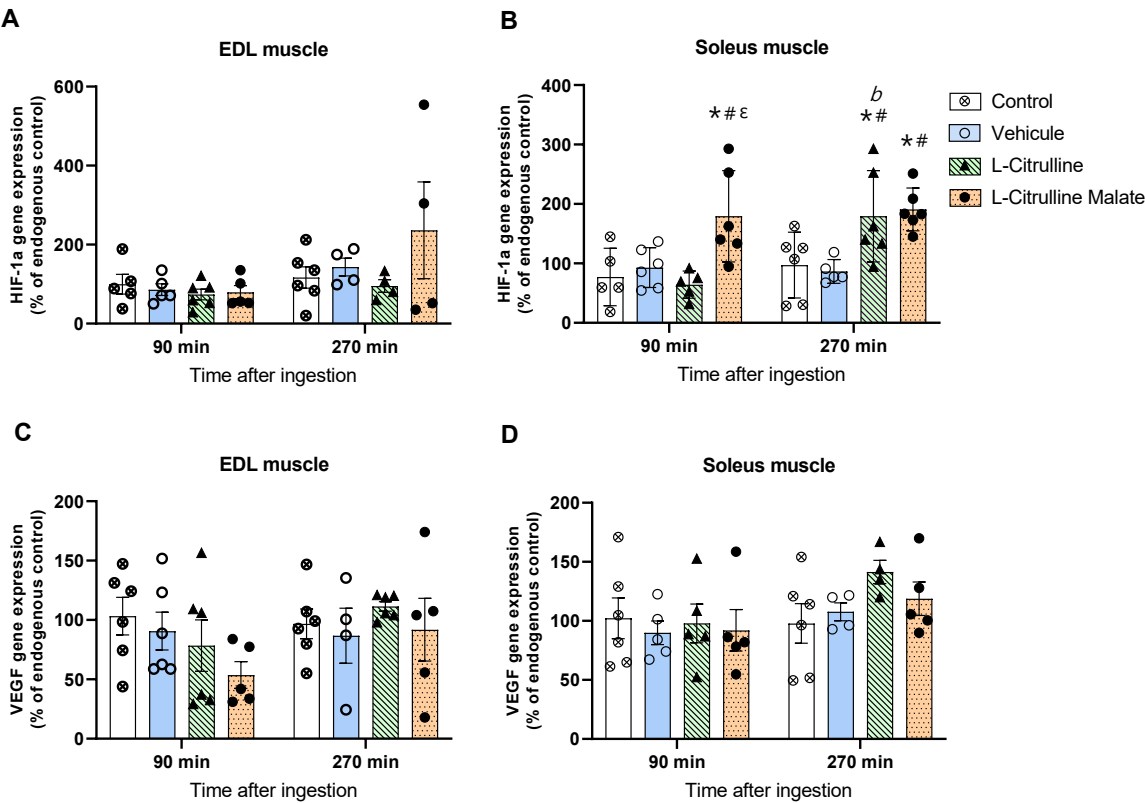 A
EDL muscle
HIF-1a gene expression
(% of endogenous control)
600
400
200
0
90 min
270 min
Time after ingestion
B
Soleus muscle
HIF-1a gene expression
(% of endogenous control)
400
300
200
100
0
*#ε
b
*#
*#
90 min
270 min
Time after ingestion
Control
Vehicule
L-Citrulline
L-Citrulline Malate
C
EDL muscle
VEGF gene expression
(% of endogenous control)
200
150
100
50
0
90 min
270 min
Time after ingestion
D
Soleus muscle
VEGF gene expression
(% of endogenous control)
200
150
100
50
0
90 min
270 min
Time after ingestion